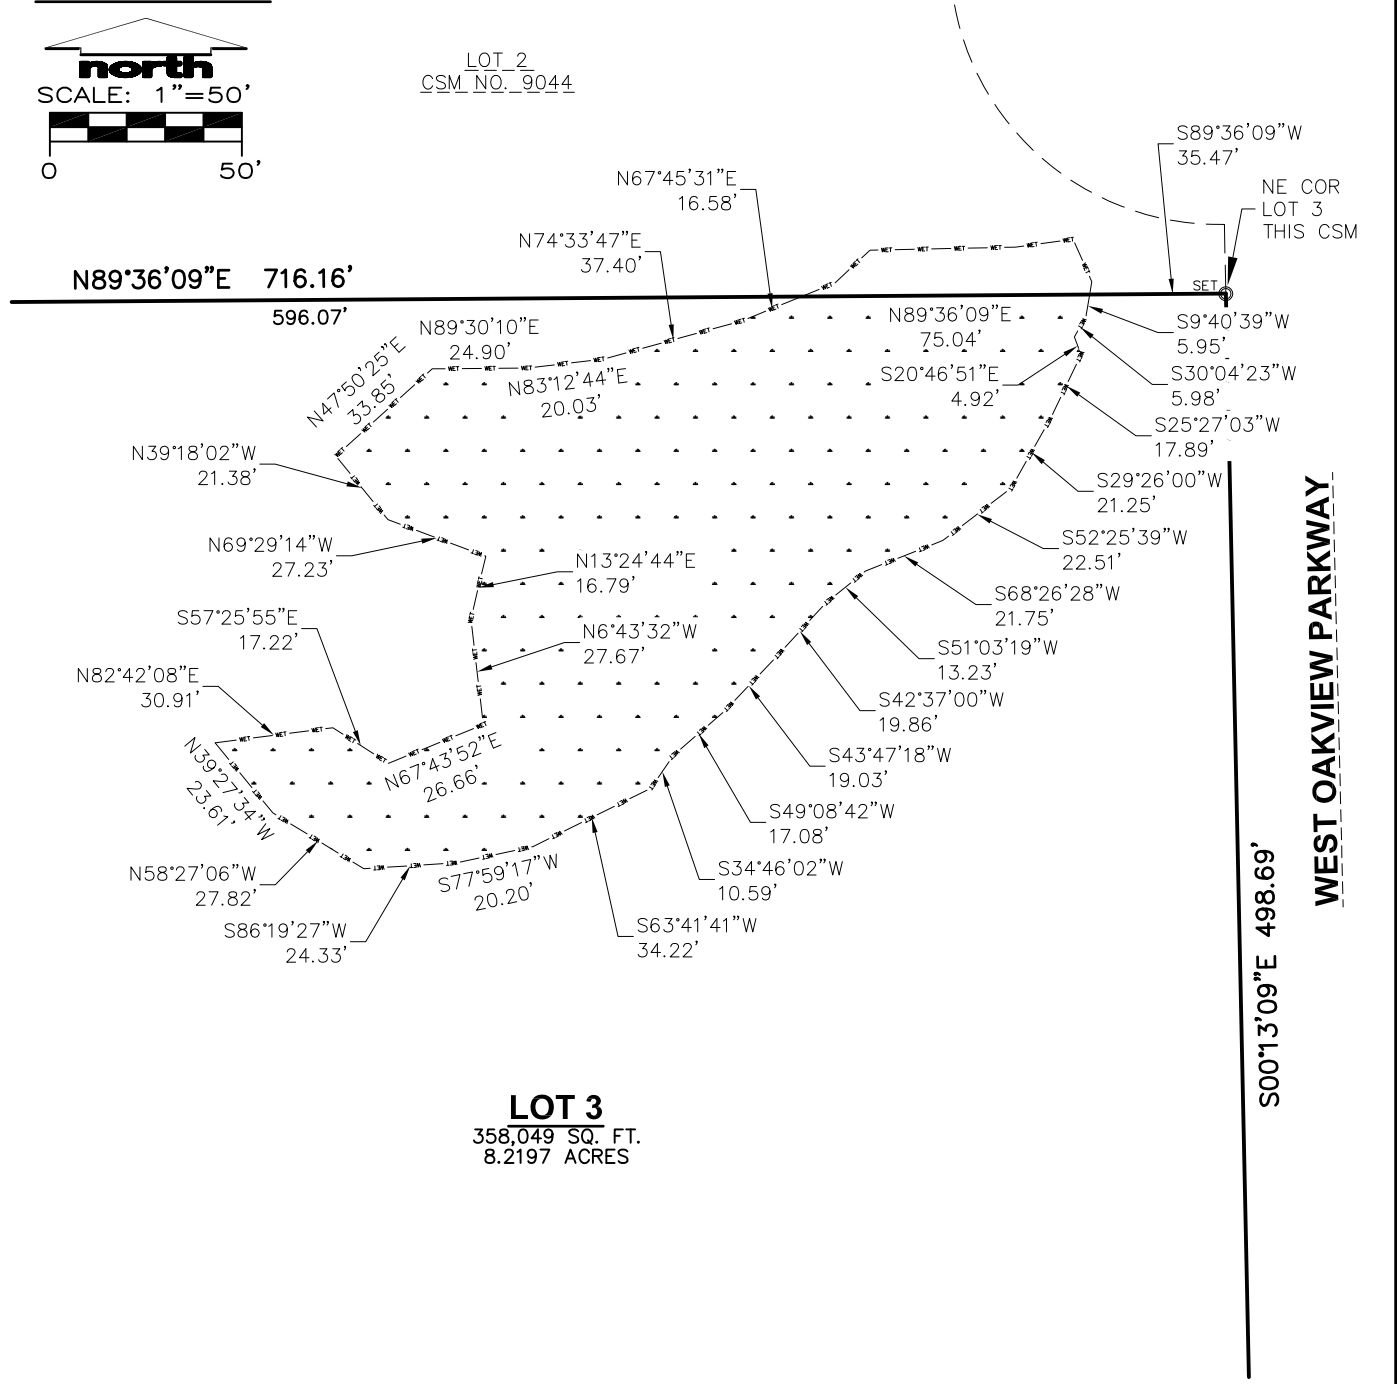 LOT 2
CSM NO. 9044
north
SCALE: 1"=50'
0 50'
S89°36'09"W
35.47'
NE COR
LOT 3
THIS CSM
SET
N67°45'31"E
16.58'
N74°33'47"E
37.40'
N89°36'09"E 716.16'
596.07'
N89°36'09"E
75.04'
S9°40'39"W
5.95'
N89°30'10"E
24.90'
N83°12'44"E
20.03'
N47°50'25"E
33.85'
S20°46'51"E
4.92'
S30°04'23"W
5.98'
S25°27'03"W
17.89'
N39°18'02"W
21.38'
S29°26'00"W
21.25'
N69°29'14"W
27.23'
S52°25'39"W
22.51'
N13°24'44"E
16.79'
S68°26'28"W
21.75'
S57°25'55"E
17.22'
N6°43'32"W
27.67'
S51°03'19"W
13.23'
N82°42'08"E
30.91'
S42°37'00"W
19.86'
N39°27'34"W
23.61'
N67°43'52"E
26.66'
S43°47'18"W
19.03'
S49°08'42"W
17.08'
N58°27'06"W
27.82'
S77°59'17"W
20.20'
S34°46'02"W
10.59'
S86°19'27"W
24.33'
S63°41'41"W
34.22'
WET
WEST OAKVIEW PARKWAY
S00°13'09"E 498.69'
LOT 3
358,049 SQ. FT.
8.2197 ACRES